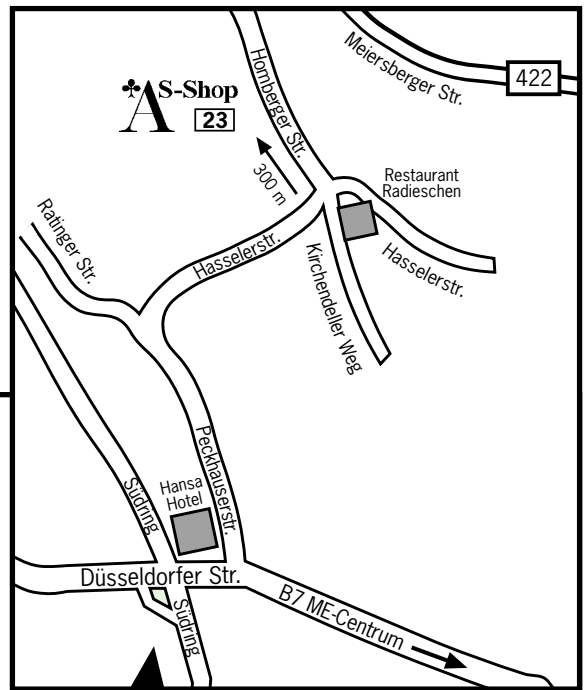 Meiersberger Str.
422
Homberger Str.
♣AS-Shop
23
300 m
Restaurant
Radieschen
Ratinger Str.
Hasselerstr.
Hasselerstr.
Kirchendeller Weg
Peckhauserstr.
Hansa
Hotel
Südring
Düsseldorfer Str.
B7 ME-Centrum
Südring